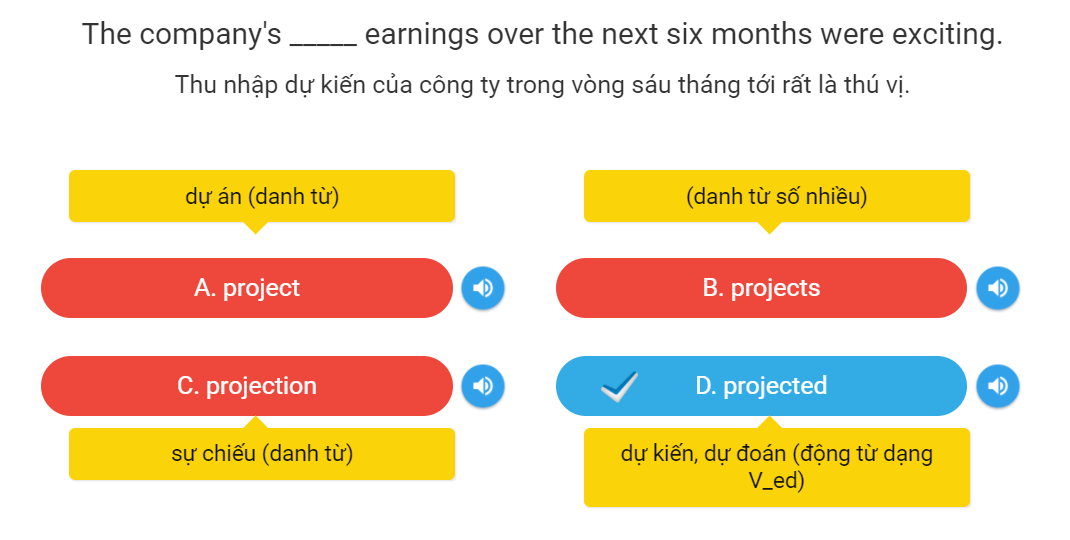 The company's _____ earnings over the next six months were exciting.
Thu nhập dự kiến của công ty trong vòng sáu tháng tới rất là thú vị.
dự án (danh từ)
(danh từ số nhiều)
A. project
B. projects
C. projection
D. projected
sự chiếu (danh từ)
dự kiến, dự đoán (động từ dạng
V_ed)